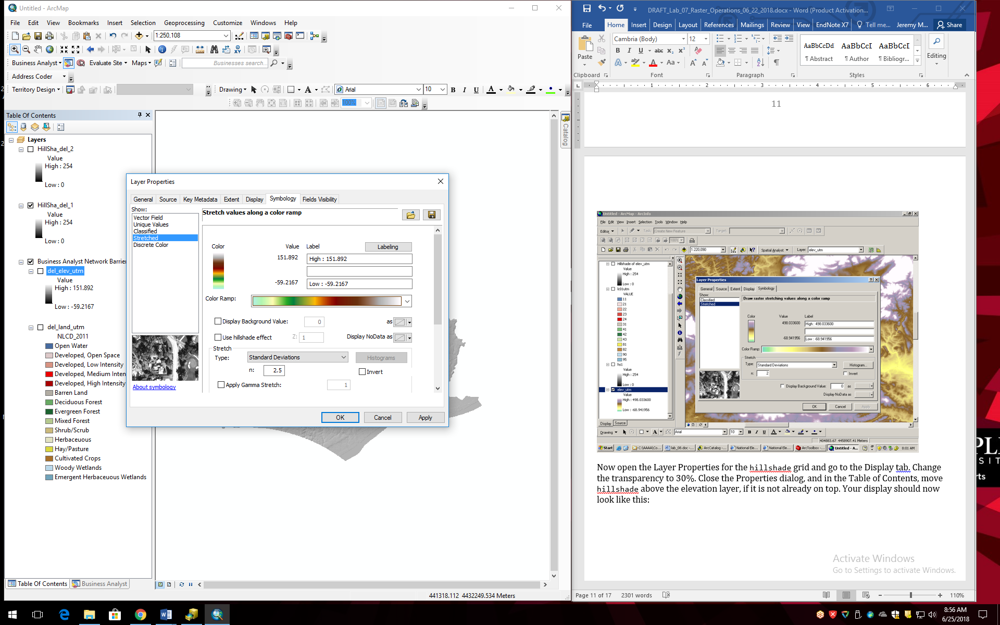 Untitled - ArcMap
File Edit View Bookmarks Insert Selection Geoprocessing Customize Windows Help
1:250,108
Business Analyst Evaluate Site Maps Businesses search...
Address Coder
Territory Design
Drawing Arial 10 B I U A
100%
Table Of Contents
Layers
HillSha_del_2
Value
High : 254
Low : 0
HillSha_del_1
Value
High : 254
Low : 0
Business Analyst Network Barrier
del_elev_utm
Value
High : 151.892
Low : -59.2167
del_land_utm
NLCD_2011
Open Water
Developed, Open Space
Developed, Low Intensity
Developed, Medium Inten
Developed, High Intensity
Barren Land
Deciduous Forest
Evergreen Forest
Mixed Forest
Shrub/Scrub
Herbaceous
Hay/Pasture
Cultivated Crops
Woody Wetlands
Emergent Herbaceuous Wetlands
Table Of Contents Business Analyst
Catalog
441318.112 4432249.534 Meters
Layer Properties
General Source Key Metadata Extent Display Symbology Fields Visibility
Show:
Vector Field
Unique Values
Classified
Stretched
Discrete Color
About symbology
Stretch values along a color ramp
Color Value Label Labeling
151.892 High : 151.892
-59.2167 Low : -59.2167
Color Ramp:
Display Background Value: 0 as
Use hillshade effect Z: 1 Display NoData as
Stretch
Type: Standard Deviations Histograms
n: 2.5 Invert
Apply Gamma Stretch: 1
OK Cancel Apply
DRAFT_Lab_07_Raster_Operations_06_22_2018.docx - Word (Product Activation...
File Home Insert Design Layout References Mailings Review View EndNote X7 Tell me... Jeremy M... Share
Paste
Cambria (Body) 12
B I U abc x₂ x²
A Aa A A
AaBbCcDd AaBbCcI AaBbCcI
¶ Abstract ¶ Author ¶ Bibliogr...
Editing
Clipboard Font Paragraph Styles
1 2 3 4 5 6
11
Untitled - ArcMap - ArcInfo
File Edit View Insert Selection Tools Window Help
Editor Task: Create New Feature Target:
100%
1:220,090 Spatial Analyst Layer: elev_utm
Hillshade of elev_utm
Value
High : 254
Low : 0
lc01utm
VALUE
11
21
22
23
24
31
41
42
43
81
82
90
95
hs1
Value
High : 254
Low : 0
elev_utm
Value
High : 498.033600
Low : -68.941956
Display Source
Layer Properties
General Source Extent Display Symbology
Show:
Classified
Stretched
Draw raster stretching values along a color ramp
Color Value Label
498.033600 High : 498.033600
-68.941956 Low : -68.941956
Color Ramp:
Stretch
Type: Standard Deviations Histogram...
n: 2 Invert
Display Background Value: 0 as
Display NoData as
OK Cancel Apply
Drawing Arial 10 B I U A
404883.67 4458907.41 Meters
Start C:\AAAA\Co... lab_08.doc -... ArcCatalog -... National Ele... National Ele... ArcToolbox -... Untitled - A... 8:01 AM
Now open the Layer Properties for the hillshade grid and go to the Display tab. Change
the transparency to 30%. Close the Properties dialog, and in the Table of Contents, move
hillshade above the elevation layer, if it is not already on top. Your display should now
look like this:
Activate Windows
Go to Settings to activate Windows.
Page 11 of 17 2301 words 110%
8:56 AM
6/25/2018